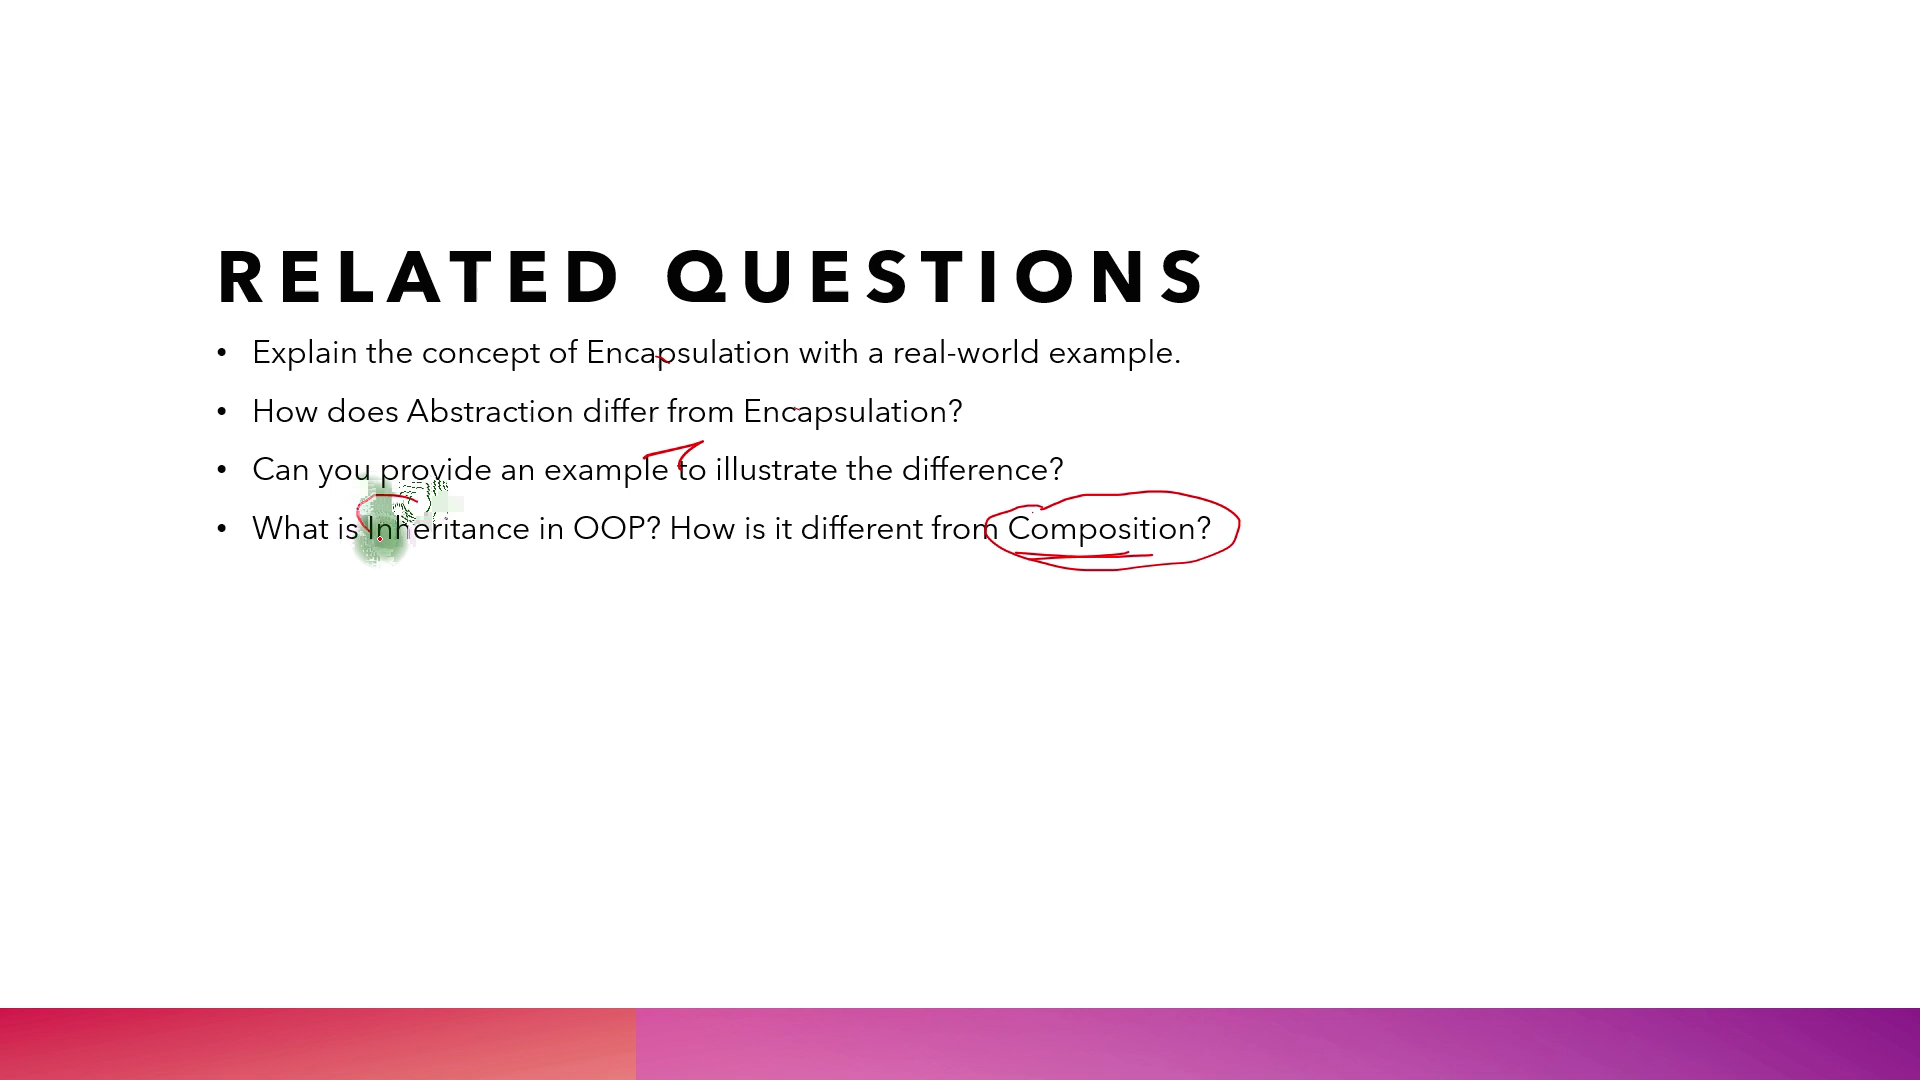 RELATED QUESTIONS
• Explain the concept of Encapsulation with a real-world example.
• How does Abstraction differ from Encapsulation?
• Can you provide an example to illustrate the difference?
• What is Inheritance in OOP? How is it different from Composition?